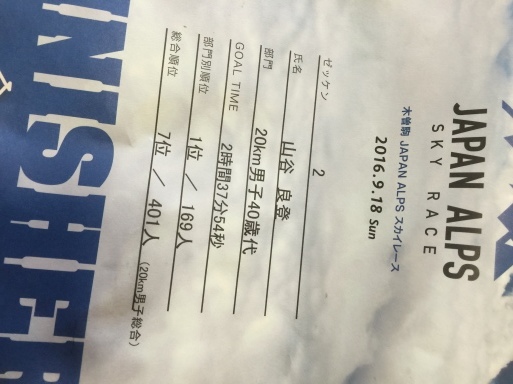 JAPAN ALPS
SKY RACE
木曽駒 JAPAN ALPS スカイレース
2016.9.18 Sun
ゼッケン 2
氏名 山谷 良登
部門 20km男子40歳代
GOAL TIME 2時間37分54秒
部門別順位 1位 / 169人
総合順位 7位 / 401人 (20km男子総合)
NISHER